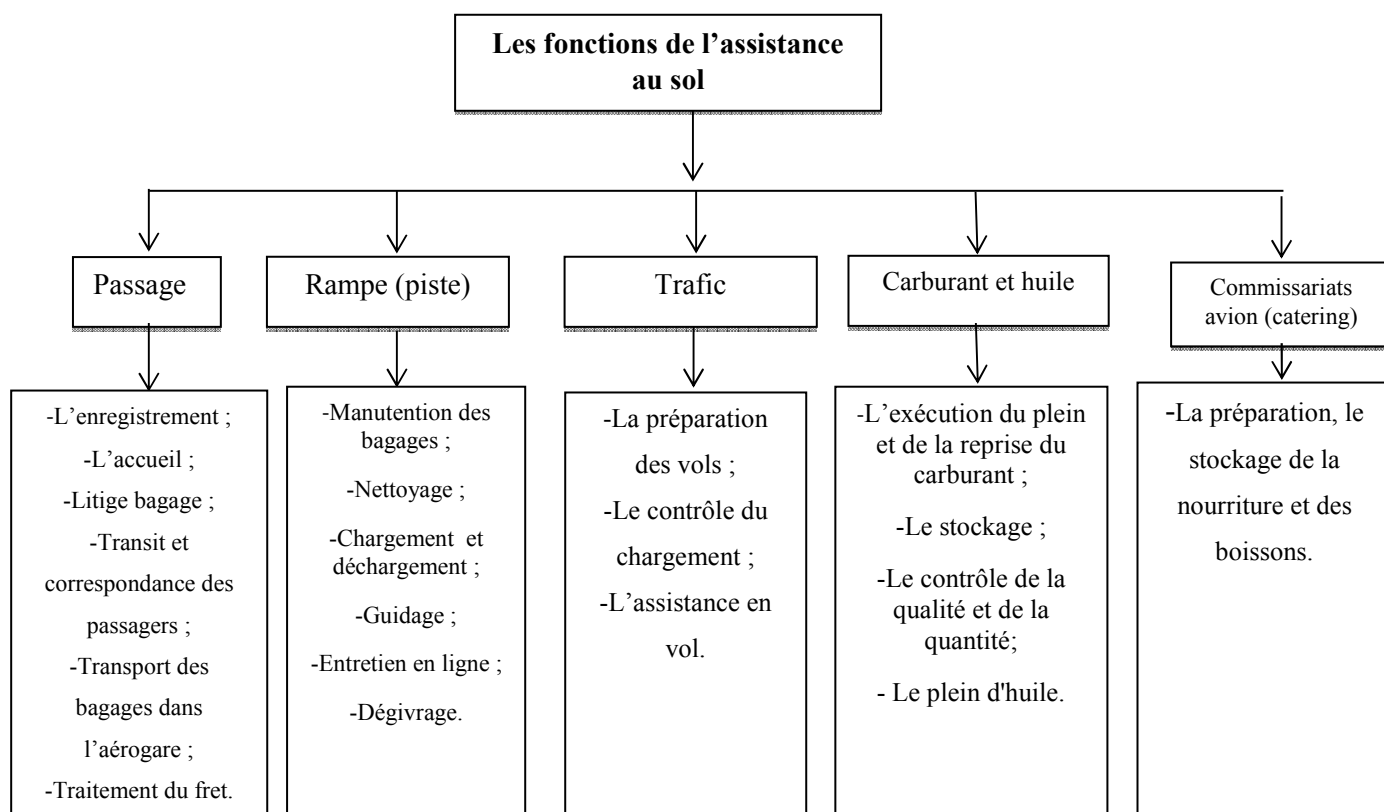 Les fonctions de l’assistance
au sol
Passage
Rampe (piste)
Trafic
Carburant et huile
Commissariats
avion (catering)
-L’enregistrement ;
-L’accueil ;
-Litige bagage ;
-Transit et
correspondance des
passagers ;
-Transport des
bagages dans
l’aérogare ;
-Traitement du fret.
-Manutention des
bagages ;
-Nettoyage ;
-Chargement et
déchargement ;
-Guidage ;
-Entretien en ligne ;
-Dégivrage.
-La préparation
des vols ;
-Le contrôle du
chargement ;
-L’assistance en
vol.
-L’exécution du plein
et de la reprise du
carburant ;
-Le stockage ;
-Le contrôle de la
qualité et de la
quantité;
- Le plein d'huile.
-La préparation, le
stockage de la
nourriture et des
boissons.